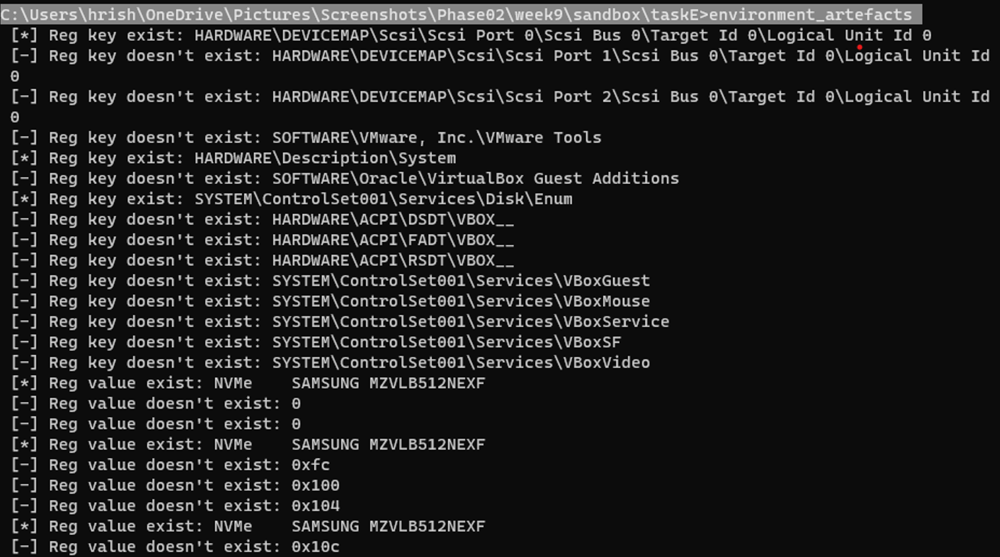 C:\Users\hrish\OneDrive\Pictures\Screenshots\Phase02\week9\sandbox\taskE>environment_artefacts
[*] Reg key exist: HARDWARE\DEVICEMAP\Scsi\Scsi Port 0\Scsi Bus 0\Target Id 0\Logical Unit Id 0
[-] Reg key doesn't exist: HARDWARE\DEVICEMAP\Scsi\Scsi Port 1\Scsi Bus 0\Target Id 0\Logical Unit Id
0
[-] Reg key doesn't exist: HARDWARE\DEVICEMAP\Scsi\Scsi Port 2\Scsi Bus 0\Target Id 0\Logical Unit Id
0
[-] Reg key doesn't exist: SOFTWARE\VMware, Inc.\VMware Tools
[*] Reg key exist: HARDWARE\Description\System
[-] Reg key doesn't exist: SOFTWARE\Oracle\VirtualBox Guest Additions
[*] Reg key exist: SYSTEM\ControlSet001\Services\Disk\Enum
[-] Reg key doesn't exist: HARDWARE\ACPI\DSDT\VBOX__
[-] Reg key doesn't exist: HARDWARE\ACPI\FADT\VBOX__
[-] Reg key doesn't exist: HARDWARE\ACPI\RSDT\VBOX__
[-] Reg key doesn't exist: SYSTEM\ControlSet001\Services\VBoxGuest
[-] Reg key doesn't exist: SYSTEM\ControlSet001\Services\VBoxMouse
[-] Reg key doesn't exist: SYSTEM\ControlSet001\Services\VBoxService
[-] Reg key doesn't exist: SYSTEM\ControlSet001\Services\VBoxSF
[-] Reg key doesn't exist: SYSTEM\ControlSet001\Services\VBoxVideo
[*] Reg value exist: NVMe    SAMSUNG MZVLB512NEXF
[-] Reg value doesn't exist: 0
[-] Reg value doesn't exist: 0
[*] Reg value exist: NVMe    SAMSUNG MZVLB512NEXF
[-] Reg value doesn't exist: 0xfc
[-] Reg value doesn't exist: 0x100
[-] Reg value doesn't exist: 0x104
[*] Reg value exist: NVMe    SAMSUNG MZVLB512NEXF
[-] Reg value doesn't exist: 0x10c